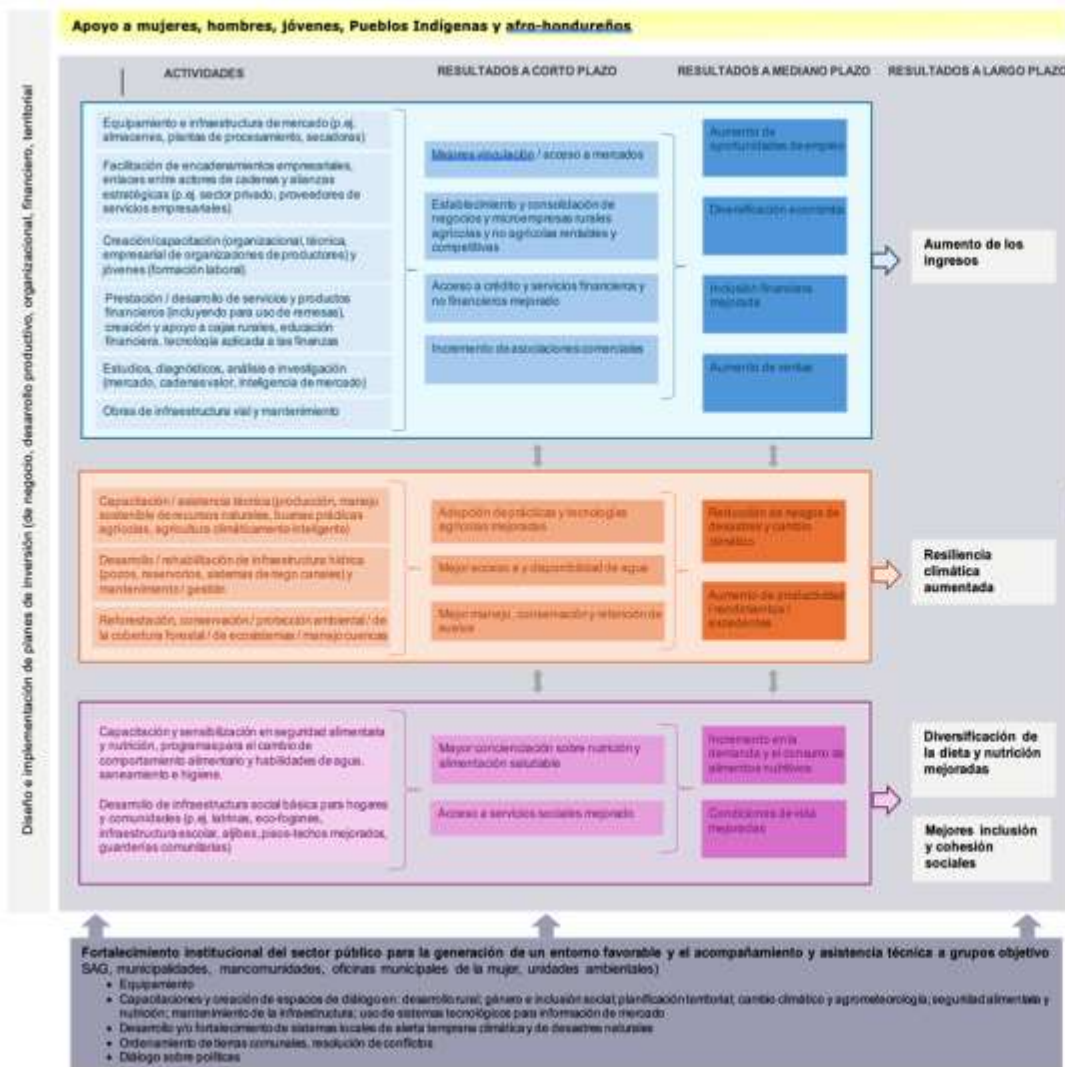 Apoyo a mujeres, hombres, jóvenes, Pueblos Indígenas y afro-hondureños
Diseño e implementación de planes de inversión (de negocio, desarrollo productivo, organizacional, financiero, territorial
ACTIVIDADES
RESULTADOS A CORTO PLAZO
RESULTADOS A MEDIANO PLAZO
RESULTADOS A LARGO PLAZO
Equipamiento e infraestructura de mercado (p.ej.
almacenes, plantas de procesamiento, secadoras)
Facilitación de encadenamientos empresariales,
enlaces entre actores de cadenas y alianzas
estratégicas (p.ej. sector privado, proveedores de
servicios empresariales)
Creación/capacitación (organizacional, técnica,
empresarial de organizaciones de productores) y
jóvenes (formación laboral)
Prestación / desarrollo de servicios y productos
financieros (incluyendo para uso de remesas),
creación y apoyo a cajas rurales, educación
financiera, tecnología aplicada a las finanzas
Estudios, diagnósticos, análisis e investigación
(mercado, cadenas valor, inteligencia de mercado)
Obras de infraestructura vial y mantenimiento
Mejores vinculación / acceso a mercados
Establecimiento y consolidación de
negocios y microempresas rurales
agrícolas y no agrícolas rentables y
competitivas
Acceso a crédito y servicios financieros y
no financieros mejorado
Incremento de asociaciones comerciales
Aumento de
oportunidades de empleo
Diversificación económica
Inclusión financiera
mejorada
Aumento de ventas
Aumento de los
ingresos
Capacitación / asistencia técnica (producción, manejo
sostenible de recursos naturales, buenas prácticas
agrícolas, agricultura climáticamente inteligente)
Desarrollo / rehabilitación de infraestructura hídrica
(pozos, reservorios, sistemas de riego canales) y
mantenimiento / gestión
Reforestación, conservación / protección ambiental / de
la cobertura forestal / de ecosistemas / manejo cuencas
Adopción de prácticas y tecnologías
agrícolas mejoradas
Mejor acceso a y disponibilidad de agua
Mejor manejo, conservación y retención de
suelos
Reducción de riesgos de
desastres y cambio
climático
Aumento de productividad
/ rendimientos /
excedentes
Resiliencia
climática
aumentada
Capacitación y sensibilización en seguridad alimentaria
y nutrición, programas para el cambio de
comportamiento alimentario y habilidades de agua,
saneamiento e higiene.
Desarrollo de infraestructura social básica para hogares
y comunidades (p.ej. latrinas, eco-fogones,
infraestructura escolar, aljibes, pisos-techos mejorados,
guarderías comunitarias)
Mayor concienciación sobre nutrición y
alimentación saludable
Acceso a servicios sociales mejorado
Incremento en la
demanda y el consumo de
alimentos nutritivos
Condiciones de vida
mejoradas
Diversificación de
la dieta y nutrición
mejoradas
Mejores inclusión
y cohesión
sociales
Fortalecimiento institucional del sector público para la generación de un entorno favorable y el acompañamiento y asistencia técnica a grupos objetivo
SAG, municipalidades, mancomunidades, oficinas municipales de la mujer, unidades ambientales)
• Equipamiento
• Capacitaciones y creación de espacios de diálogo en: desarrollo rural; género e inclusión social; planificación territorial; cambio climático y agrometeorología; seguridad alimentaria y
nutrición; mantenimiento de la infraestructura; uso de sistemas tecnológicos para información de mercado
• Desarrollo y/o fortalecimiento de sistemas locales de alerta temprana climática y de desastres naturales
• Ordenamiento de tierras comunales, resolución de conflictos
• Diálogo sobre políticas